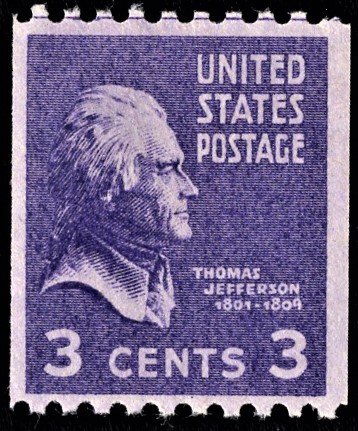 UNITED
STATES
POSTAGE
THOMAS
JEFFERSON
1801-1809
3 CENTS 3